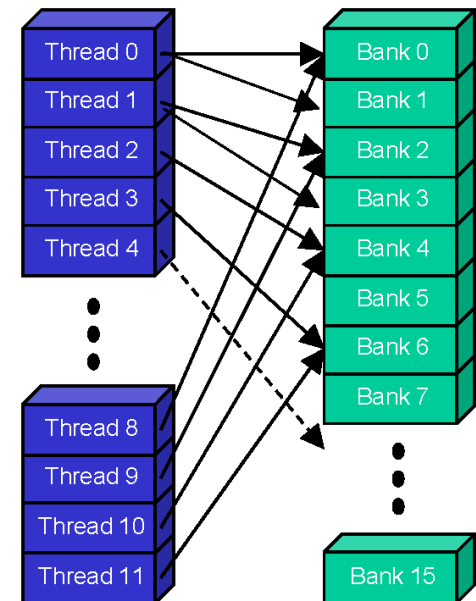 Thread 0
Thread 1
Thread 2
Thread 3
Thread 4
Thread 8
Thread 9
Thread 10
Thread 11
Bank 0
Bank 1
Bank 2
Bank 3
Bank 4
Bank 5
Bank 6
Bank 7
Bank 15